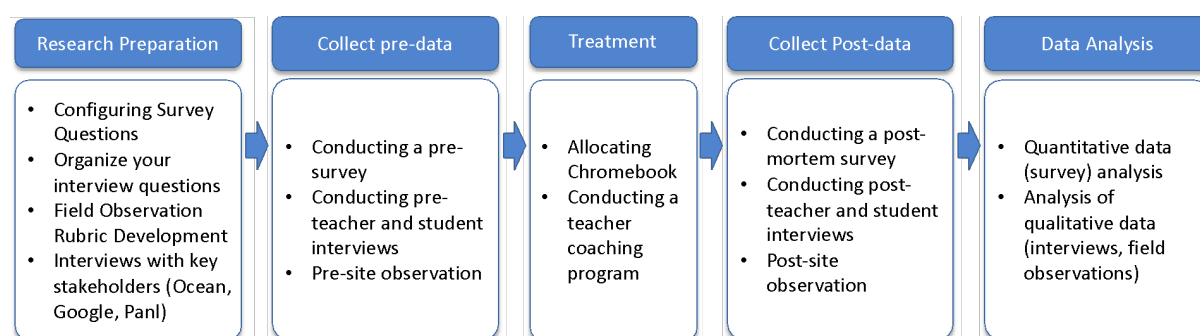 Research Preparation
• Configuring Survey
Questions
• Organize your
interview questions
• Field Observation
Rubric Development
• Interviews with key
stakeholders (Ocean,
Google, Panl)
Collect pre-data
• Conducting a pre-
survey
• Conducting pre-
teacher and student
interviews
• Pre-site observation
Treatment
• Allocating
Chromebook
• Conducting a
teacher
coaching
program
Collect Post-data
• Conducting a post-
mortem survey
• Conducting post-
teacher and student
interviews
• Post-site
observation
Data Analysis
• Quantitative data
(survey) analysis
• Analysis of
qualitative data
(interviews, field
observations)